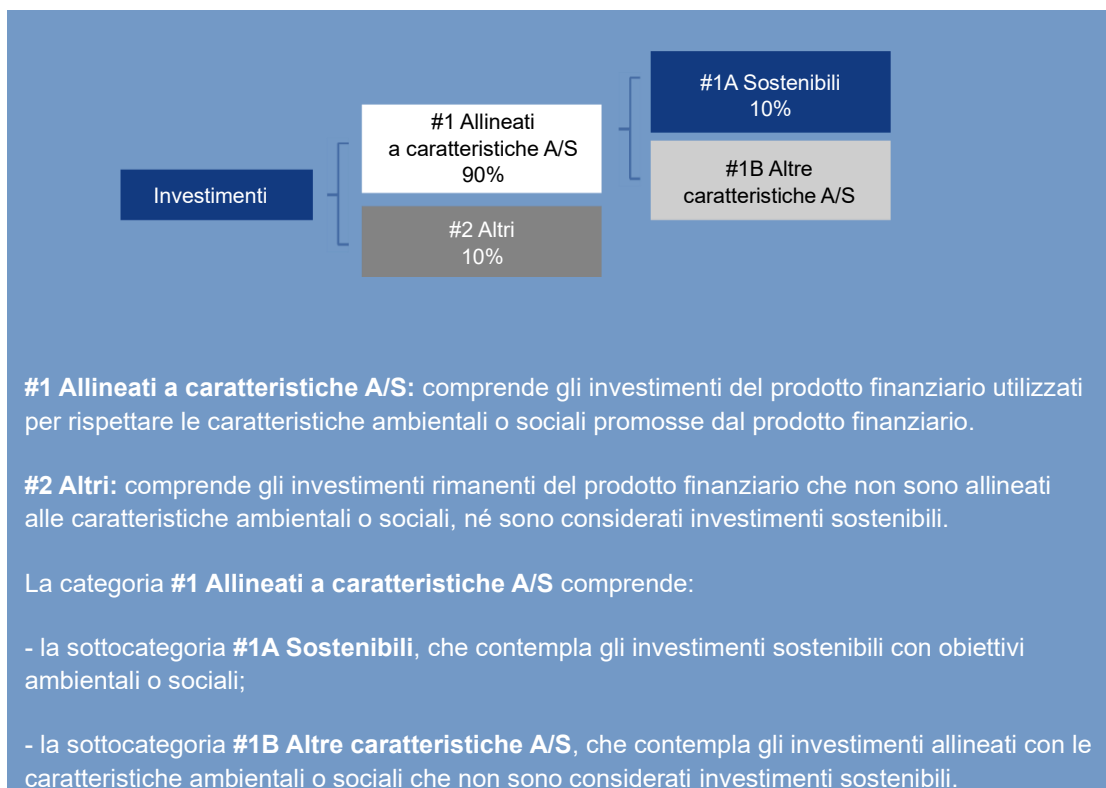 Investimenti
#1 Allineati
a caratteristiche A/S
90%
#2 Altri
10%
#1A Sostenibili
10%
#1B Altre
caratteristiche A/S
#1 Allineati a caratteristiche A/S: comprende gli investimenti del prodotto finanziario utilizzati
per rispettare le caratteristiche ambientali o sociali promosse dal prodotto finanziario.
#2 Altri: comprende gli investimenti rimanenti del prodotto finanziario che non sono allineati
alle caratteristiche ambientali o sociali, né sono considerati investimenti sostenibili.
La categoria #1 Allineati a caratteristiche A/S comprende:
- la sottocategoria #1A Sostenibili, che contempla gli investimenti sostenibili con obiettivi
ambientali o sociali;
- la sottocategoria #1B Altre caratteristiche A/S, che contempla gli investimenti allineati con le
caratteristiche ambientali o sociali che non sono considerati investimenti sostenibili.